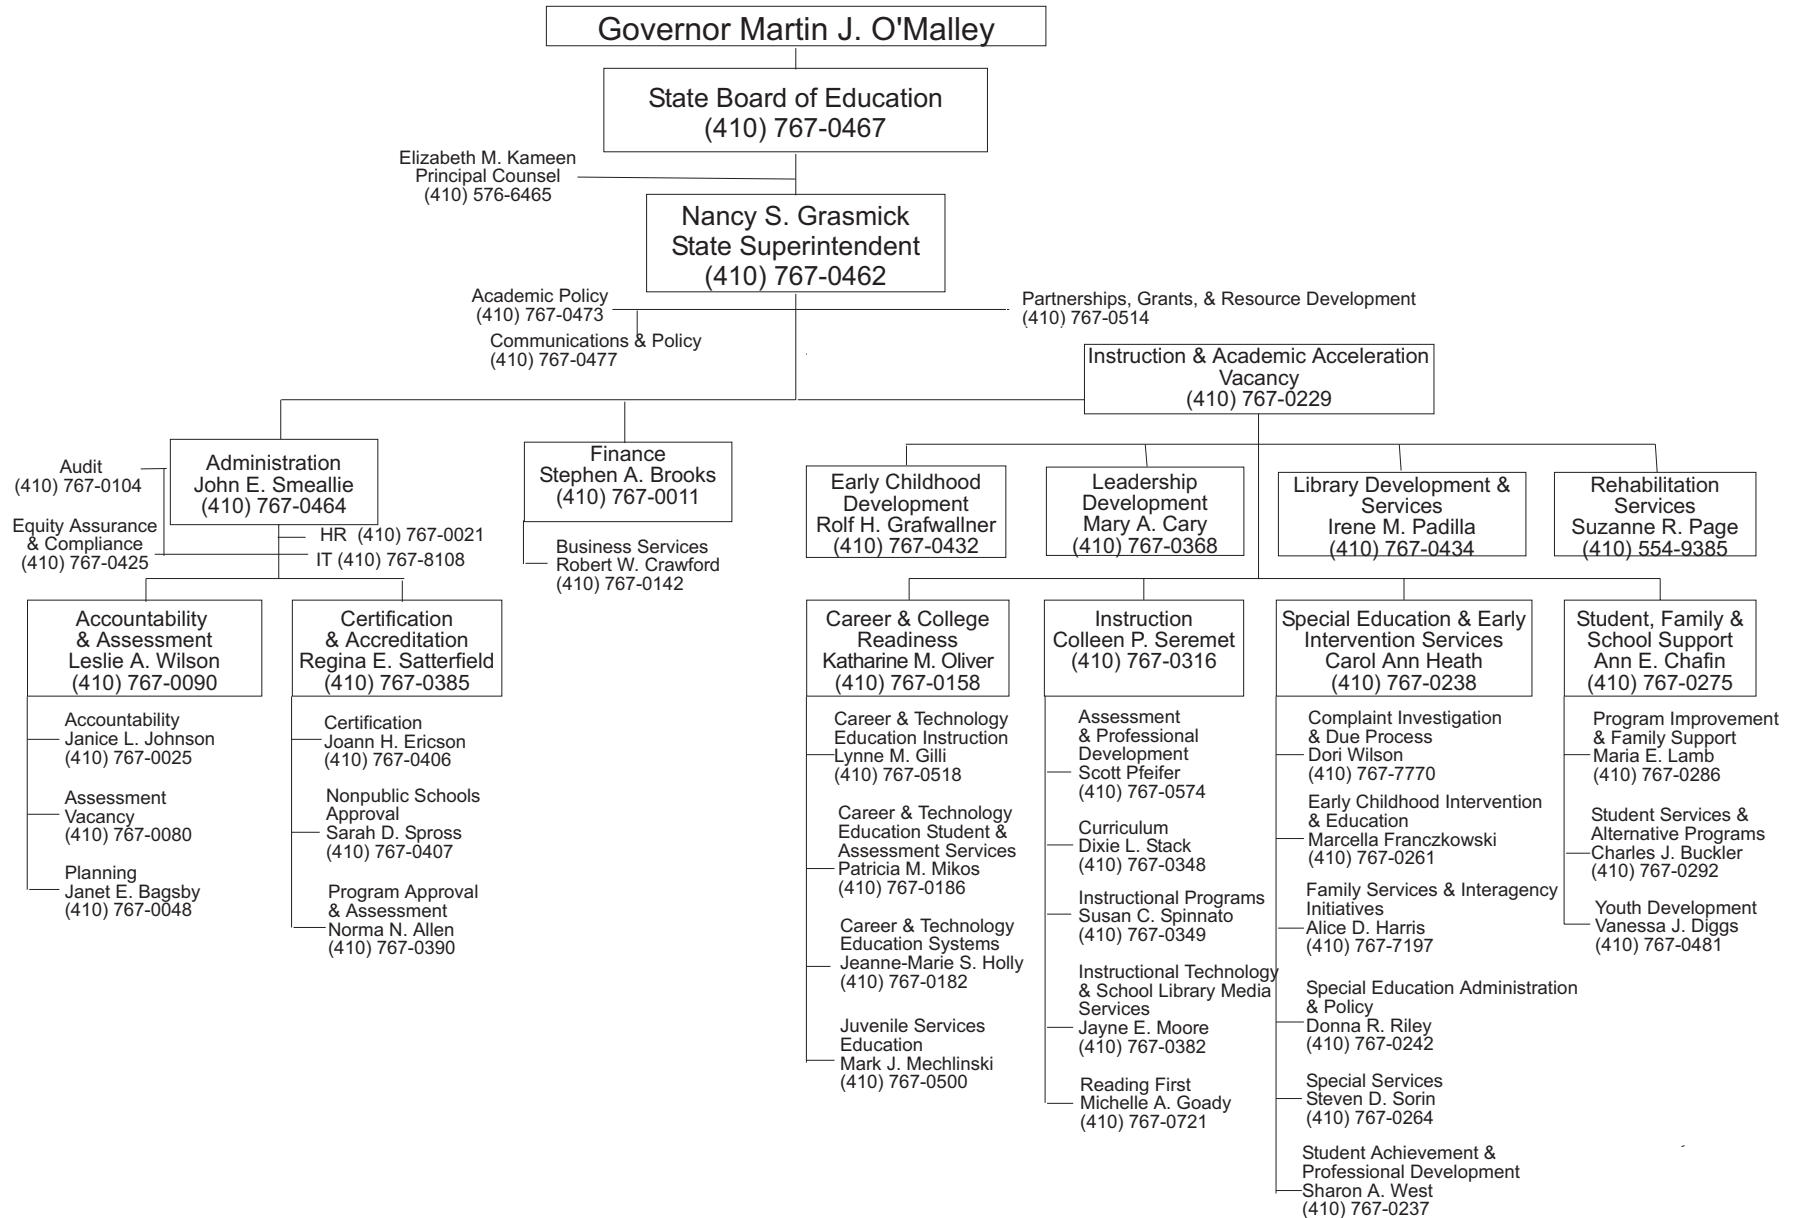 Governor Martin J. O'Malley
State Board of Education
(410) 767-0467
Elizabeth M. Kameen
Principal Counsel
(410) 576-6465
Nancy S. Grasmick
State Superintendent
(410) 767-0462
Academic Policy
(410) 767-0473
Communications & Policy
(410) 767-0477
Partnerships, Grants, & Resource Development
(410) 767-0514
Instruction & Academic Acceleration
Vacancy
(410) 767-0229
Audit
(410) 767-0104
Equity Assurance
& Compliance
(410) 767-0425
Administration
John E. Smeallie
(410) 767-0464
HR (410) 767-0021
IT (410) 767-8108
Finance
Stephen A. Brooks
(410) 767-0011
Business Services
Robert W. Crawford
(410) 767-0142
Early Childhood
Development
Rolf H. Grafwallner
(410) 767-0432
Leadership
Development
Mary A. Cary
(410) 767-0368
Library Development &
Services
Irene M. Padilla
(410) 767-0434
Rehabilitation
Services
Suzanne R. Page
(410) 554-9385
Accountability
& Assessment
Leslie A. Wilson
(410) 767-0090
Accountability
Janice L. Johnson
(410) 767-0025
Assessment
Vacancy
(410) 767-0080
Planning
Janet E. Bagsby
(410) 767-0048
Certification
& Accreditation
Regina E. Satterfield
(410) 767-0385
Certification
Joann H. Ericson
(410) 767-0406
Nonpublic Schools
Approval
Sarah D. Spross
(410) 767-0407
Program Approval
& Assessment
Norma N. Allen
(410) 767-0390
Career & College
Readiness
Katharine M. Oliver
(410) 767-0158
Career & Technology
Education Instruction
Lynne M. Gilli
(410) 767-0518
Career & Technology
Education Student &
Assessment Services
Patricia M. Mikos
(410) 767-0186
Career & Technology
Education Systems
Jeanne-Marie S. Holly
(410) 767-0182
Juvenile Services
Education
Mark J. Mechlinski
(410) 767-0500
Instruction
Colleen P. Seremet
(410) 767-0316
Assessment
& Professional
Development
Scott Pfeifer
(410) 767-0574
Curriculum
Dixie L. Stack
(410) 767-0348
Instructional Programs
Susan C. Spinnato
(410) 767-0349
Instructional Technology
& School Library Media
Services
Jayne E. Moore
(410) 767-0382
Reading First
Michelle A. Goady
(410) 767-0721
Special Education & Early
Intervention Services
Carol Ann Heath
(410) 767-0238
Complaint Investigation
& Due Process
Dori Wilson
(410) 767-7770
Early Childhood Intervention
& Education
Marcella Franczkowski
(410) 767-0261
Family Services & Interagency
Initiatives
Alice D. Harris
(410) 767-7197
Special Education Administration
& Policy
Donna R. Riley
(410) 767-0242
Special Services
Steven D. Sorin
(410) 767-0264
Student Achievement &
Professional Development
Sharon A. West
(410) 767-0237
Student, Family &
School Support
Ann E. Chafin
(410) 767-0275
Program Improvement
& Family Support
Maria E. Lamb
(410) 767-0286
Student Services &
Alternative Programs
Charles J. Buckler
(410) 767-0292
Youth Development
Vanessa J. Diggs
(410) 767-0481